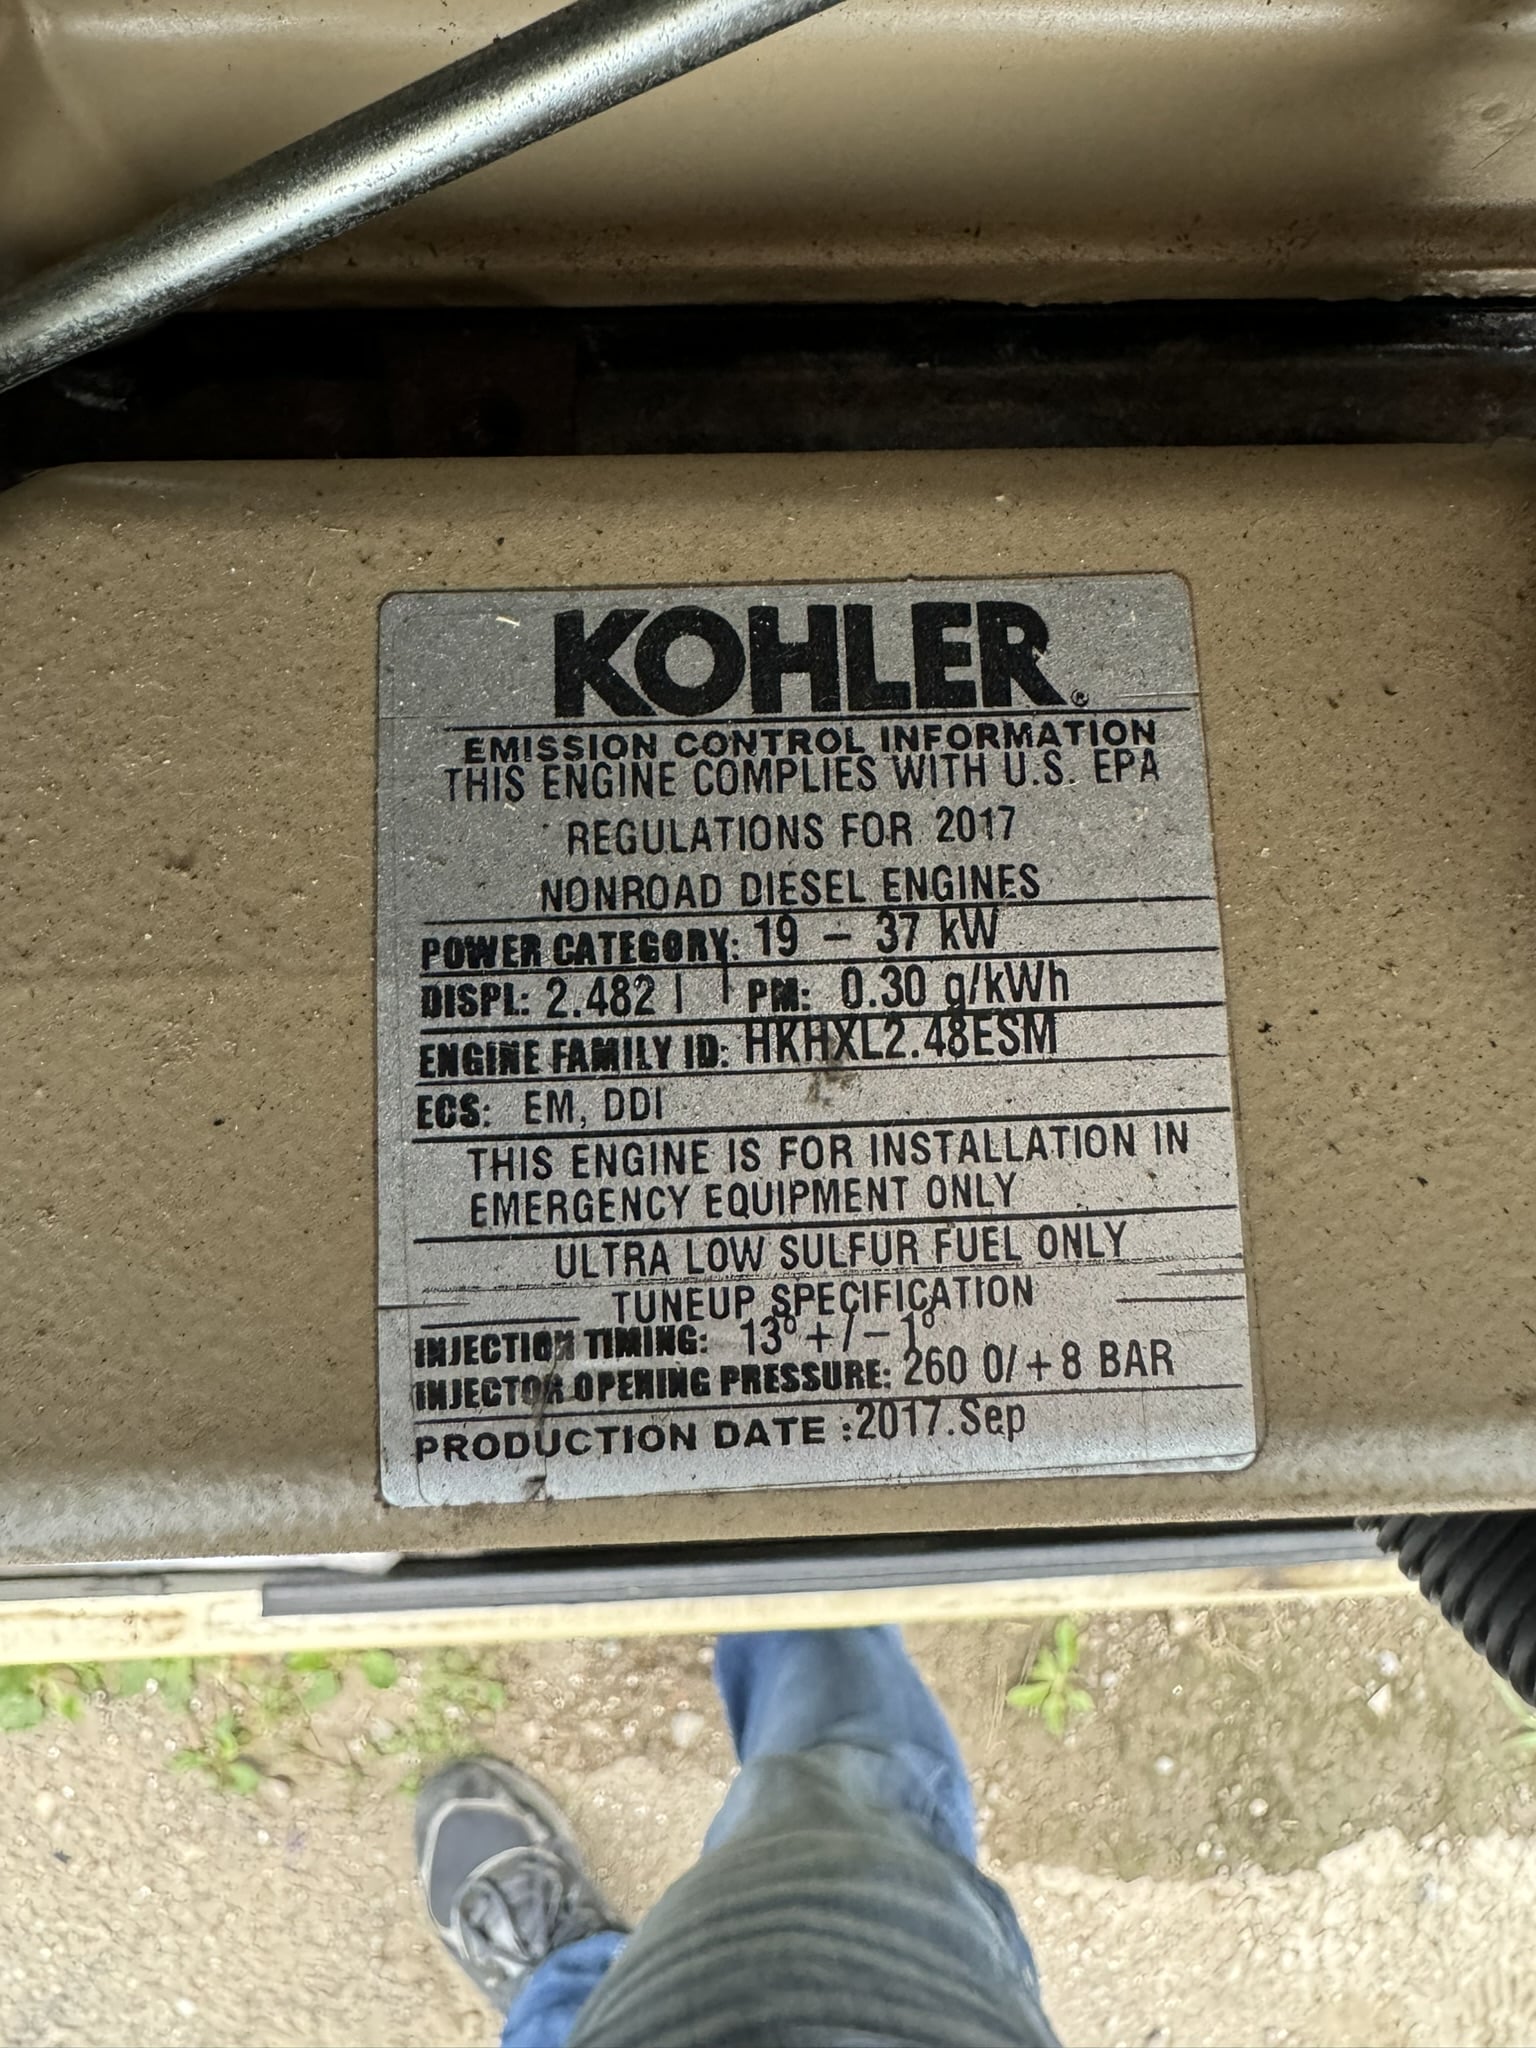 KOHLER®
EMISSION CONTROL INFORMATION
THIS ENGINE COMPLIES WITH U.S. EPA
REGULATIONS FOR 2017
NONROAD DIESEL ENGINES
POWER CATEGORY: 19 - 37 kW
DISPL: 2.482 l | PM: 0.30 g/kWh
ENGINE FAMILY ID: HKHXL2.48ESM
ECS: EM, DDI
THIS ENGINE IS FOR INSTALLATION IN
EMERGENCY EQUIPMENT ONLY
ULTRA LOW SULFUR FUEL ONLY
TUNEUP SPECIFICATION
INJECTION TIMING: 13° +/- 1°
INJECTOR OPENING PRESSURE: 260 0/+8 BAR
PRODUCTION DATE :2017.Sep